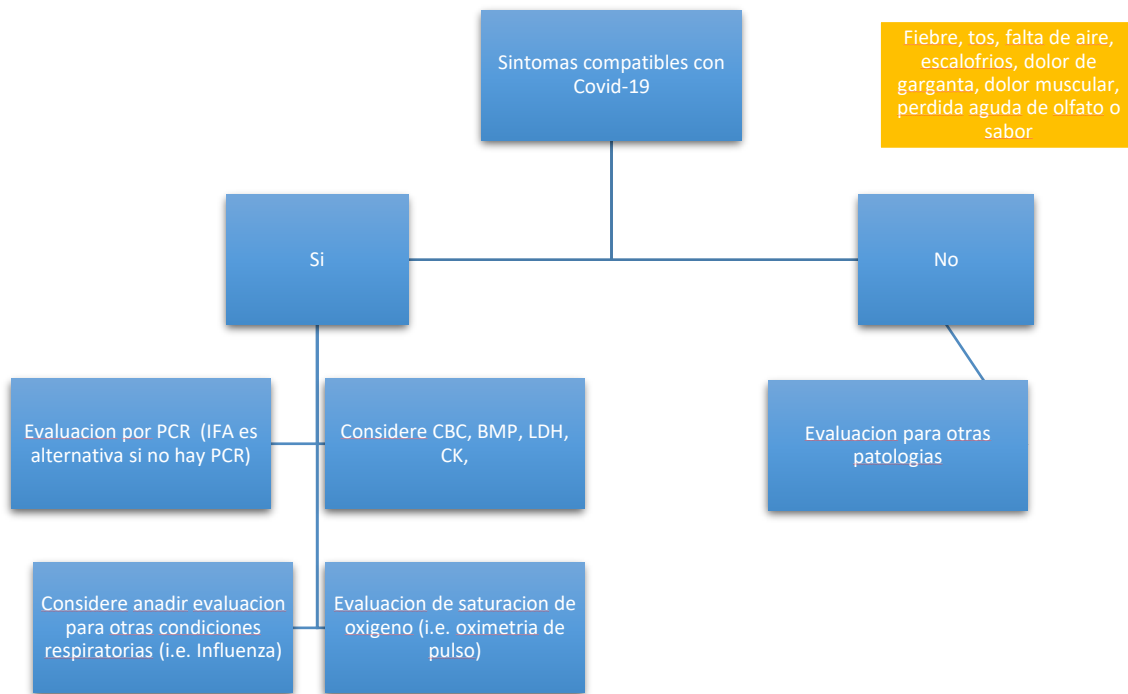 Sintomas compatibles con
Covid-19
Fiebre, tos, falta de aire,
escalofrios, dolor de
garganta, dolor muscular,
perdida aguda de olfato o
sabor
Si
No
Evaluacion por PCR (IFA es
alternativa si no hay PCR)
Considere CBC, BMP, LDH,
CK,
Evaluacion para otras
patologias
Considere anadir evaluacion
para otras condiciones
respiratorias (i.e. Influenza)
Evaluacion de saturacion de
oxigeno (i.e. oximetria de
pulso)